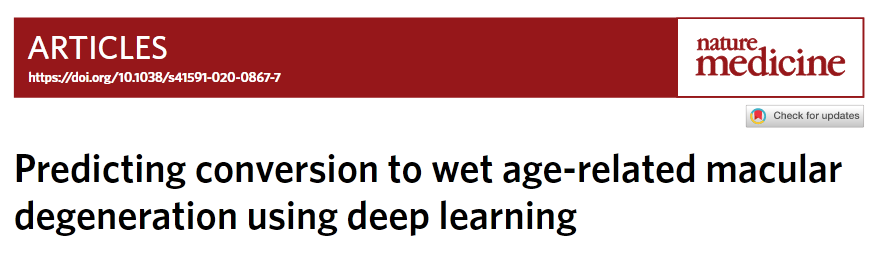 ARTICLES
https://doi.org/10.1038/s41591-020-0867-7
nature
medicine
Check for updates
Predicting conversion to wet age-related macular
degeneration using deep learning